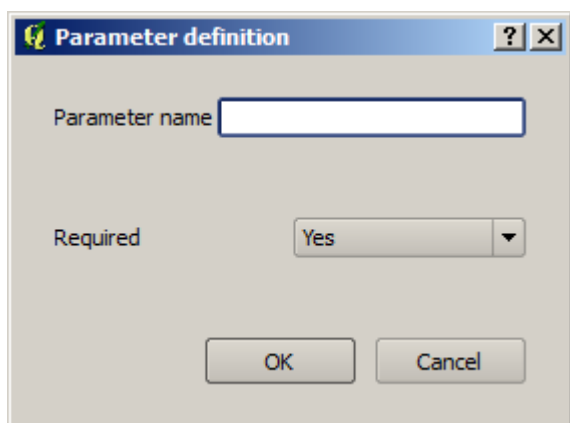 Parameter definition
?
Parameter name
Required Yes
OK Cancel